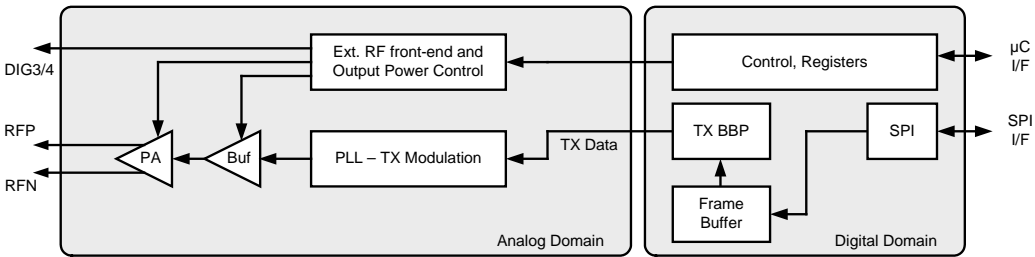 DIG3/4
Ext. RF front-end and
Output Power Control
Control, Registers
µC
I/F
RFP
RFN
PA
Buf
PLL – TX Modulation
TX Data
TX BBP
SPI
SPI
I/F
Frame
Buffer
Analog Domain
Digital Domain